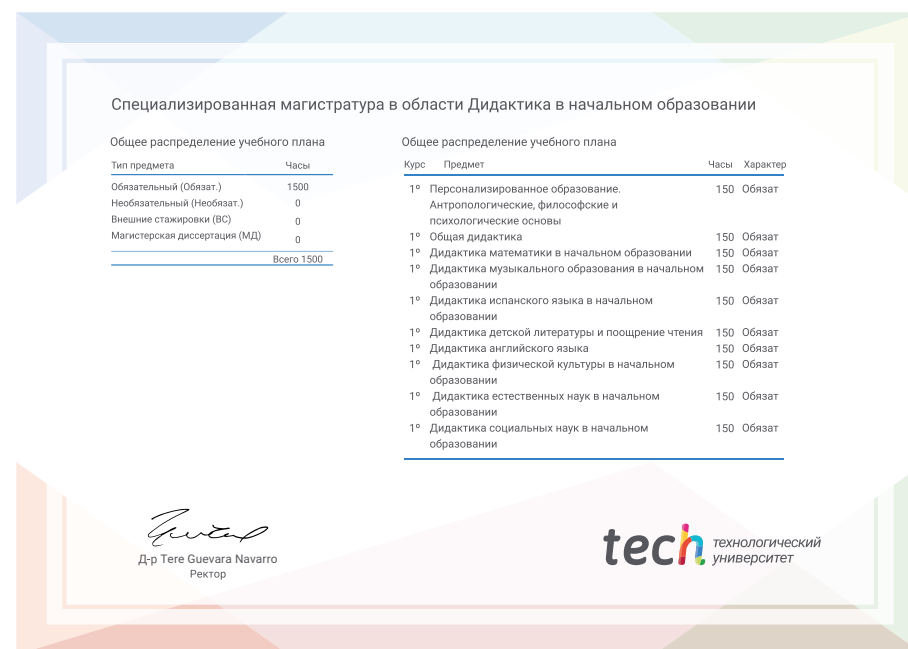 Специализированная магистратура в области Дидактика в начальном образовании
Общее распределение учебного плана
Тип предмета Часы
Обязательный (Обязат.) 1500
Необязательный (Необязат.) 0
Внешние стажировки (ВС) 0
Магистерская диссертация (МД) 0
Всего 1500
Общее распределение учебного плана
Курс Предмет Часы Характер
1º Персонализированное образование. 150 Обязат
Антропологические, философские и
психологические основы
1º Общая дидактика 150 Обязат
1º Дидактика математики в начальном образовании 150 Обязат
1º Дидактика музыкального образования в начальном 150 Обязат
образовании
1º Дидактика испанского языка в начальном 150 Обязат
образовании
1º Дидактика детской литературы и поощрение чтения 150 Обязат
1º Дидактика английского языка 150 Обязат
1º Дидактика физической культуры в начальном 150 Обязат
образовании
1º Дидактика естественных наук в начальном 150 Обязат
образовании
1º Дидактика социальных наук в начальном 150 Обязат
образовании
Д-р Tere Guevara Navarro
Ректор
tech технологический
университет